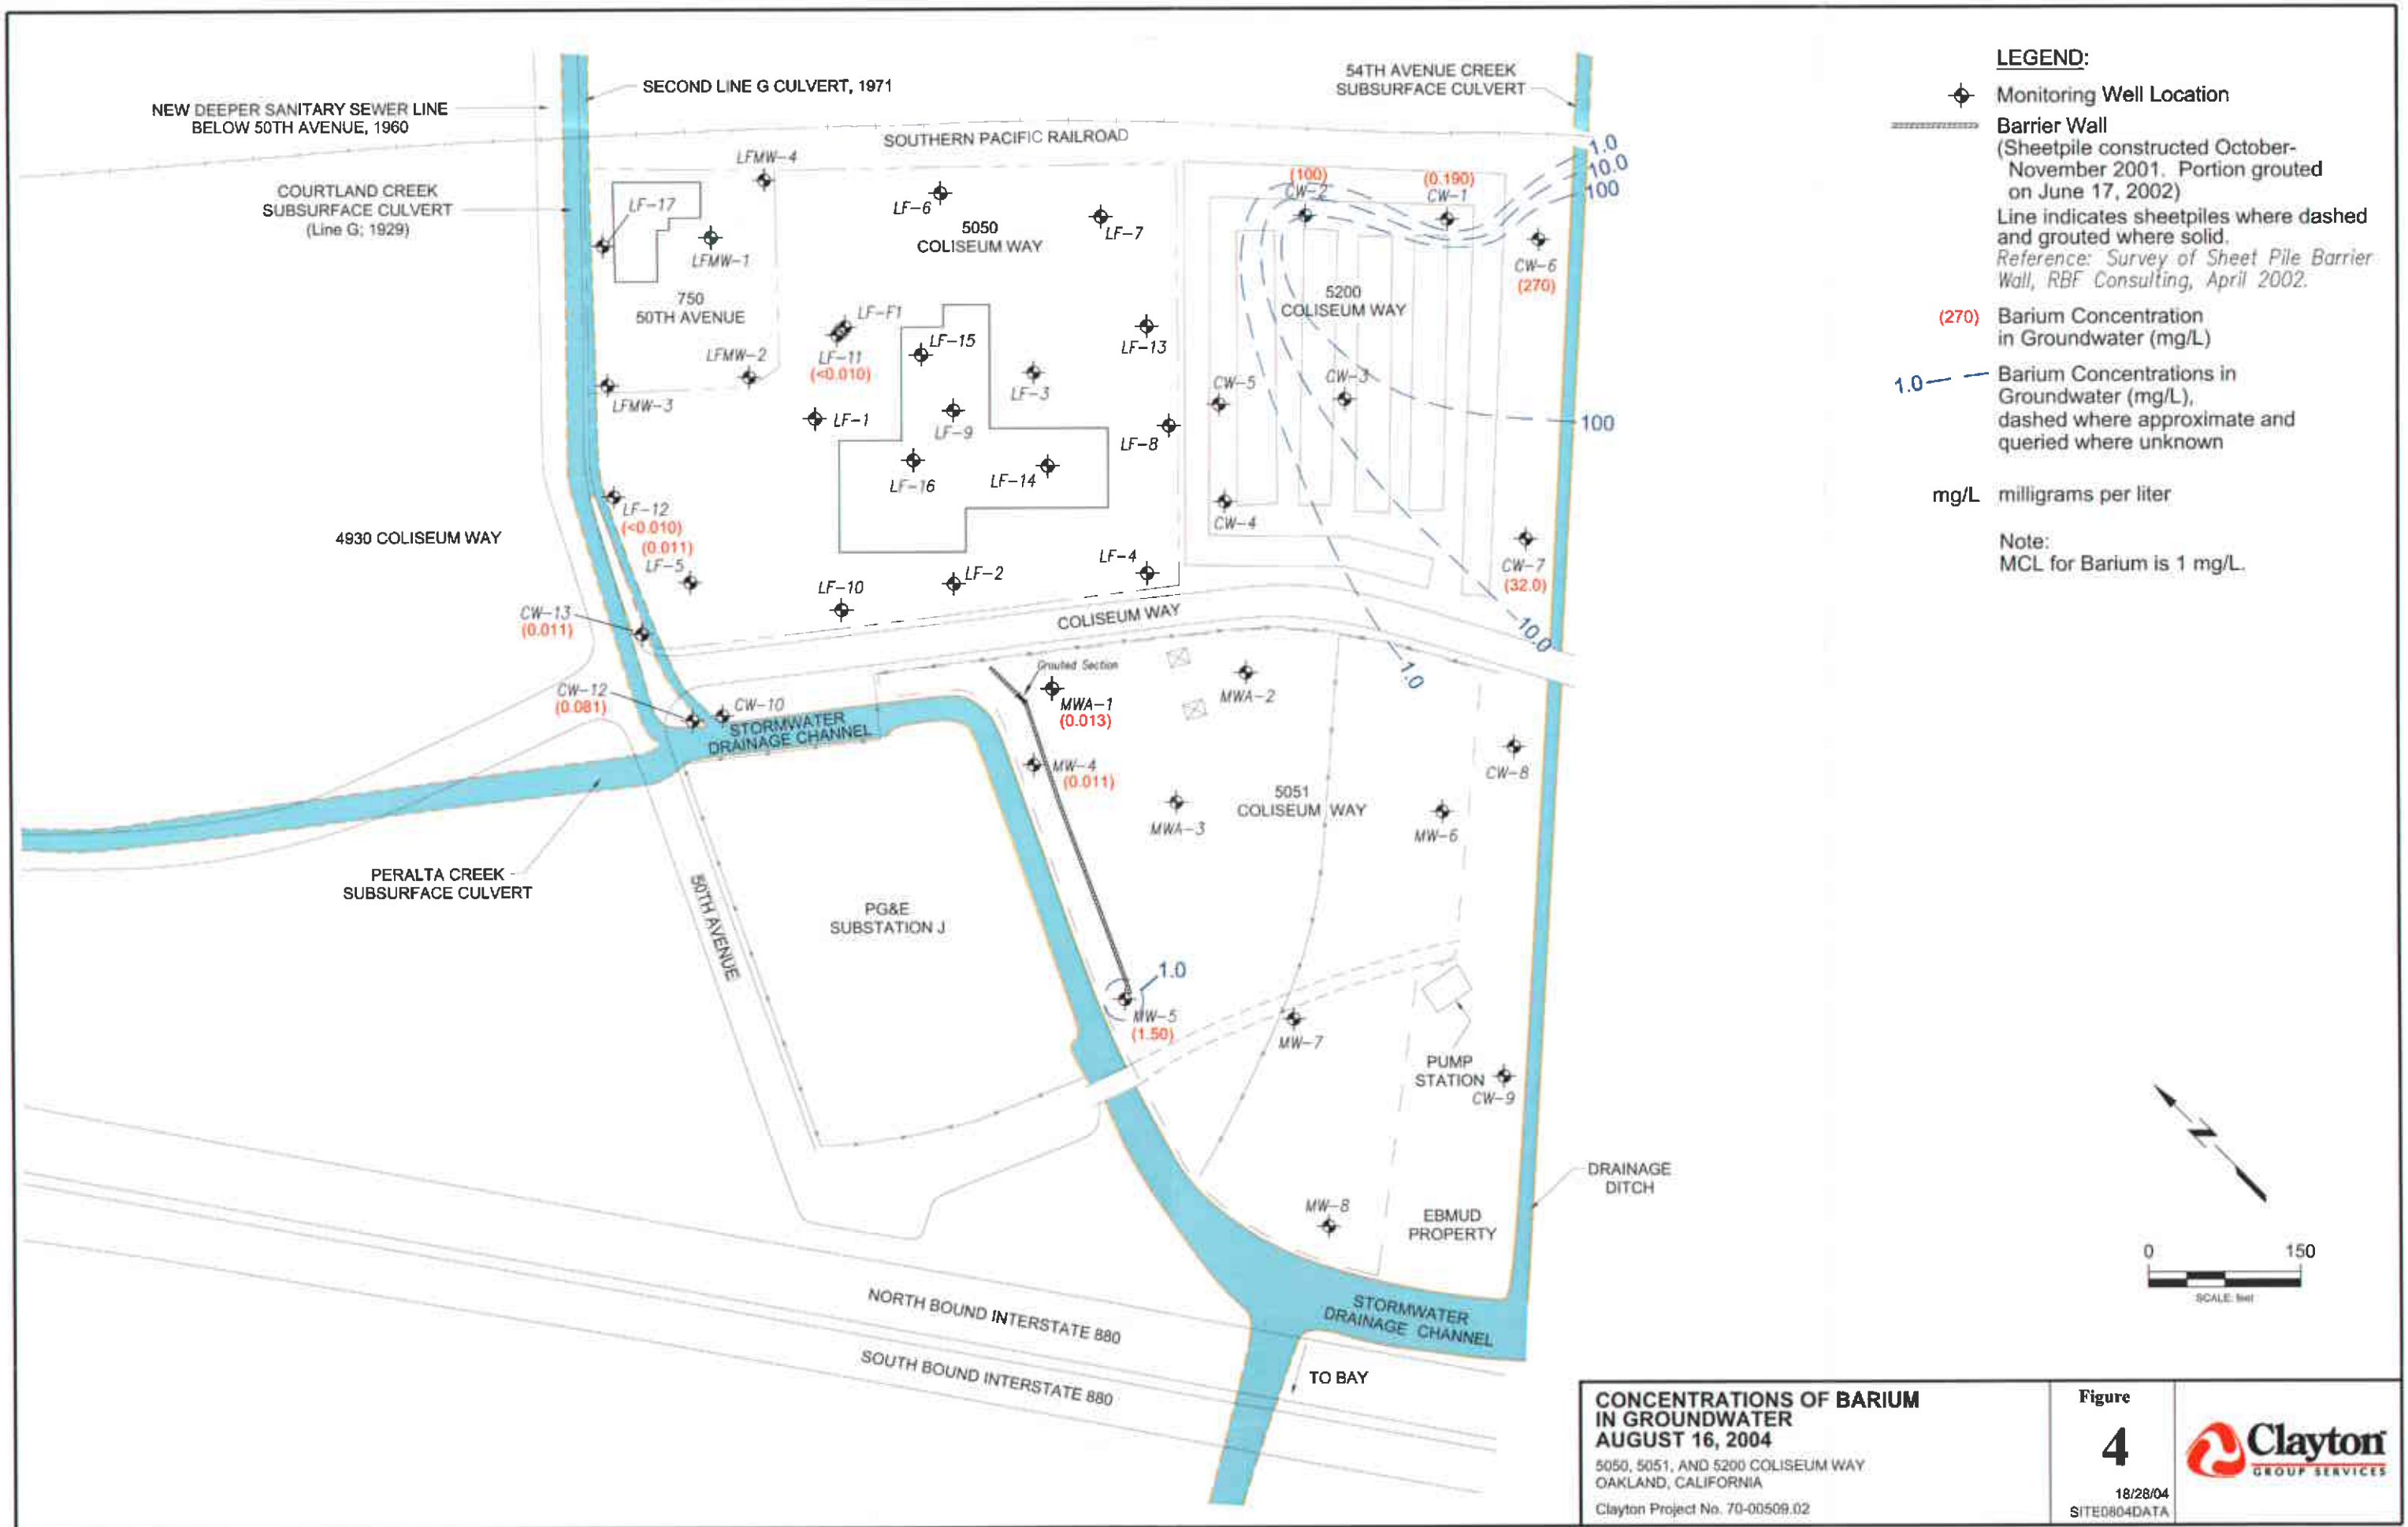 NEW DEEPER SANITARY SEWER LINE
BELOW 50TH AVENUE, 1960
SECOND LINE G CULVERT, 1971
54TH AVENUE CREEK
SUBSURFACE CULVERT
SOUTHERN PACIFIC RAILROAD
COURTLAND CREEK
SUBSURFACE CULVERT
(Line G; 1929)
LFMW-4
LF-17
LFMW-1
750
50TH AVENUE
LFMW-2
LFMW-3
LF-6
5050
COLISEUM WAY
LF-7
LF-F1
LF-11
(<0.010)
LF-15
LF-3
LF-13
LF-1
LF-9
LF-8
LF-16
LF-14
LF-12
(<0.010)
(0.011)
LF-5
4930 COLISEUM WAY
LF-10
LF-2
LF-4
(100)
CW-2
(0.190)
CW-1
1.0
10.0
100
CW-6
(270)
5200
COLISEUM WAY
CW-5
CW-3
100
CW-4
CW-7
(32.0)
10.0
1.0
COLISEUM WAY
CW-13
(0.011)
CW-12
(0.081)
CW-10
STORMWATER
DRAINAGE CHANNEL
Grouted Section
MWA-1
(0.013)
MWA-2
MW-4
(0.011)
MWA-3
5051
COLISEUM WAY
CW-8
MW-6
PERALTA CREEK
SUBSURFACE CULVERT
50TH AVENUE
PG&E
SUBSTATION J
1.0
MW-5
(1.50)
MW-7
PUMP
STATION
CW-9
DRAINAGE
DITCH
MW-8
EBMUD
PROPERTY
STORMWATER
DRAINAGE CHANNEL
NORTH BOUND INTERSTATE 880
SOUTH BOUND INTERSTATE 880
TO BAY
LEGEND:
Monitoring Well Location
Barrier Wall
(Sheetpile constructed October-
November 2001. Portion grouted
on June 17, 2002)
Line indicates sheetpiles where dashed
and grouted where solid.
Reference: Survey of Sheet Pile Barrier
Wall, RBF Consulting, April 2002.
(270) Barium Concentration
in Groundwater (mg/L)
1.0 Barium Concentrations in
Groundwater (mg/L),
dashed where approximate and
queried where unknown
mg/L milligrams per liter
Note:
MCL for Barium is 1 mg/L.
Z
0 150
SCALE: feet
CONCENTRATIONS OF BARIUM
IN GROUNDWATER
AUGUST 16, 2004
5050, 5051, AND 5200 COLISEUM WAY
OAKLAND, CALIFORNIA
Clayton Project No. 70-00509.02
Figure
4
18/28/04
SITE0804DATA
Clayton
GROUP SERVICES